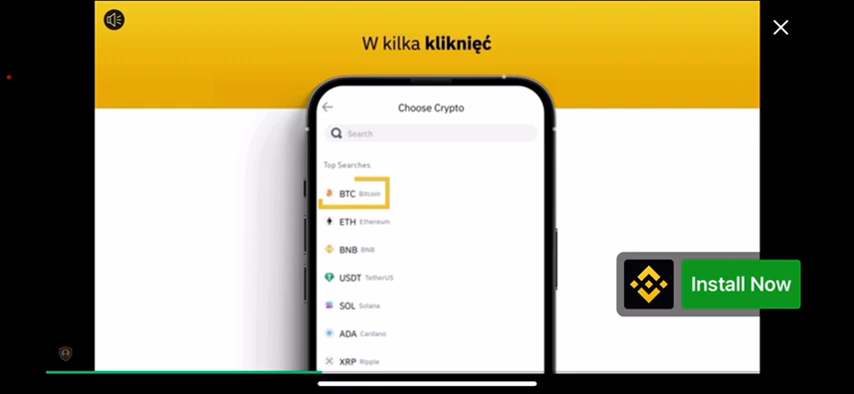 W kilka kliknięć
Choose Crypto
Search
Top Searches
BTC Bitcoin
ETH Ethereum
BNB BNB
USDT TetherUS
SOL Solana
ADA Cardano
XRP Ripple
Install Now